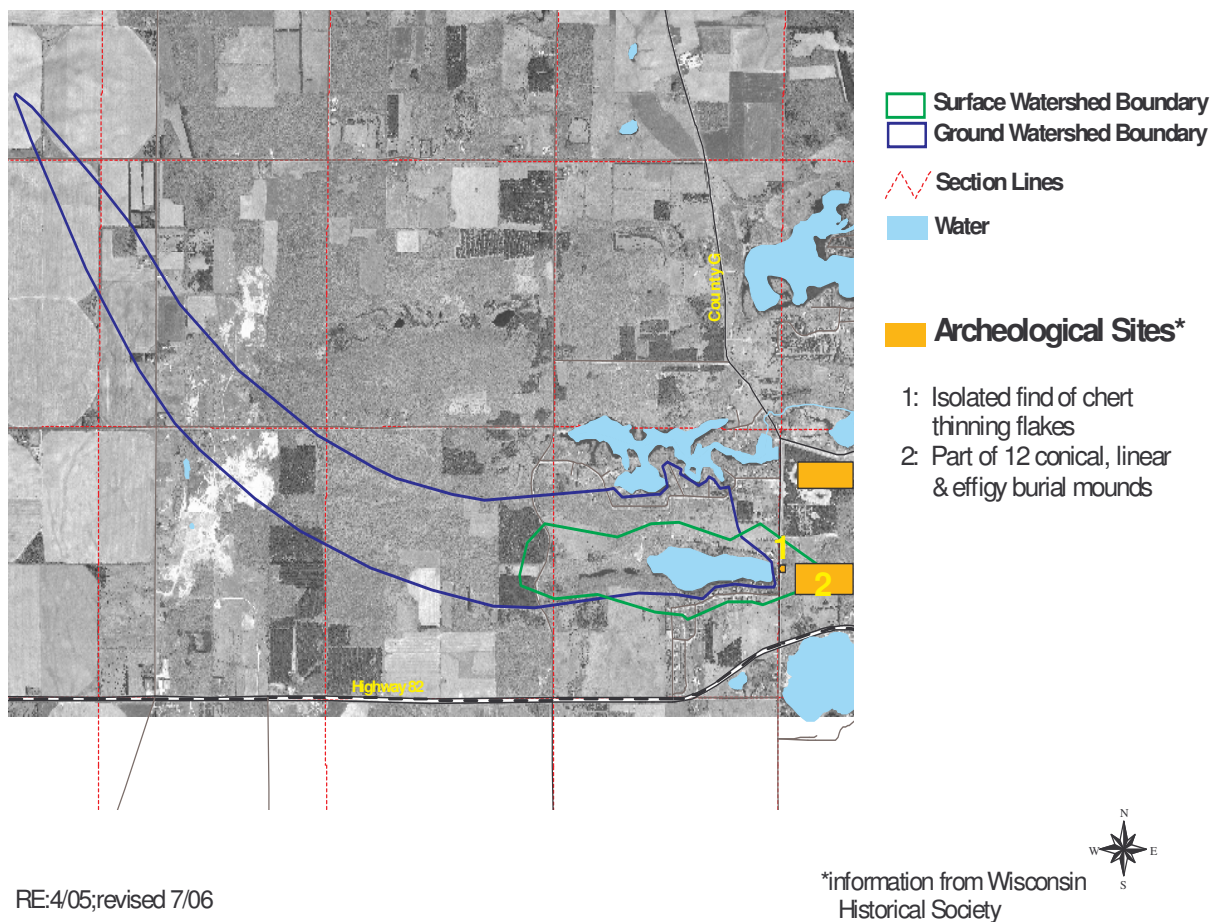 Surface Watershed Boundary
Ground Watershed Boundary
Section Lines
Water
Archeological Sites*
1: Isolated find of chert
thinning flakes
2: Part of 12 conical, linear
& effigy burial mounds
County G
1
2
Highway 82
N
W E
S
RE:4/05;revised 7/06
*information from Wisconsin
Historical Society